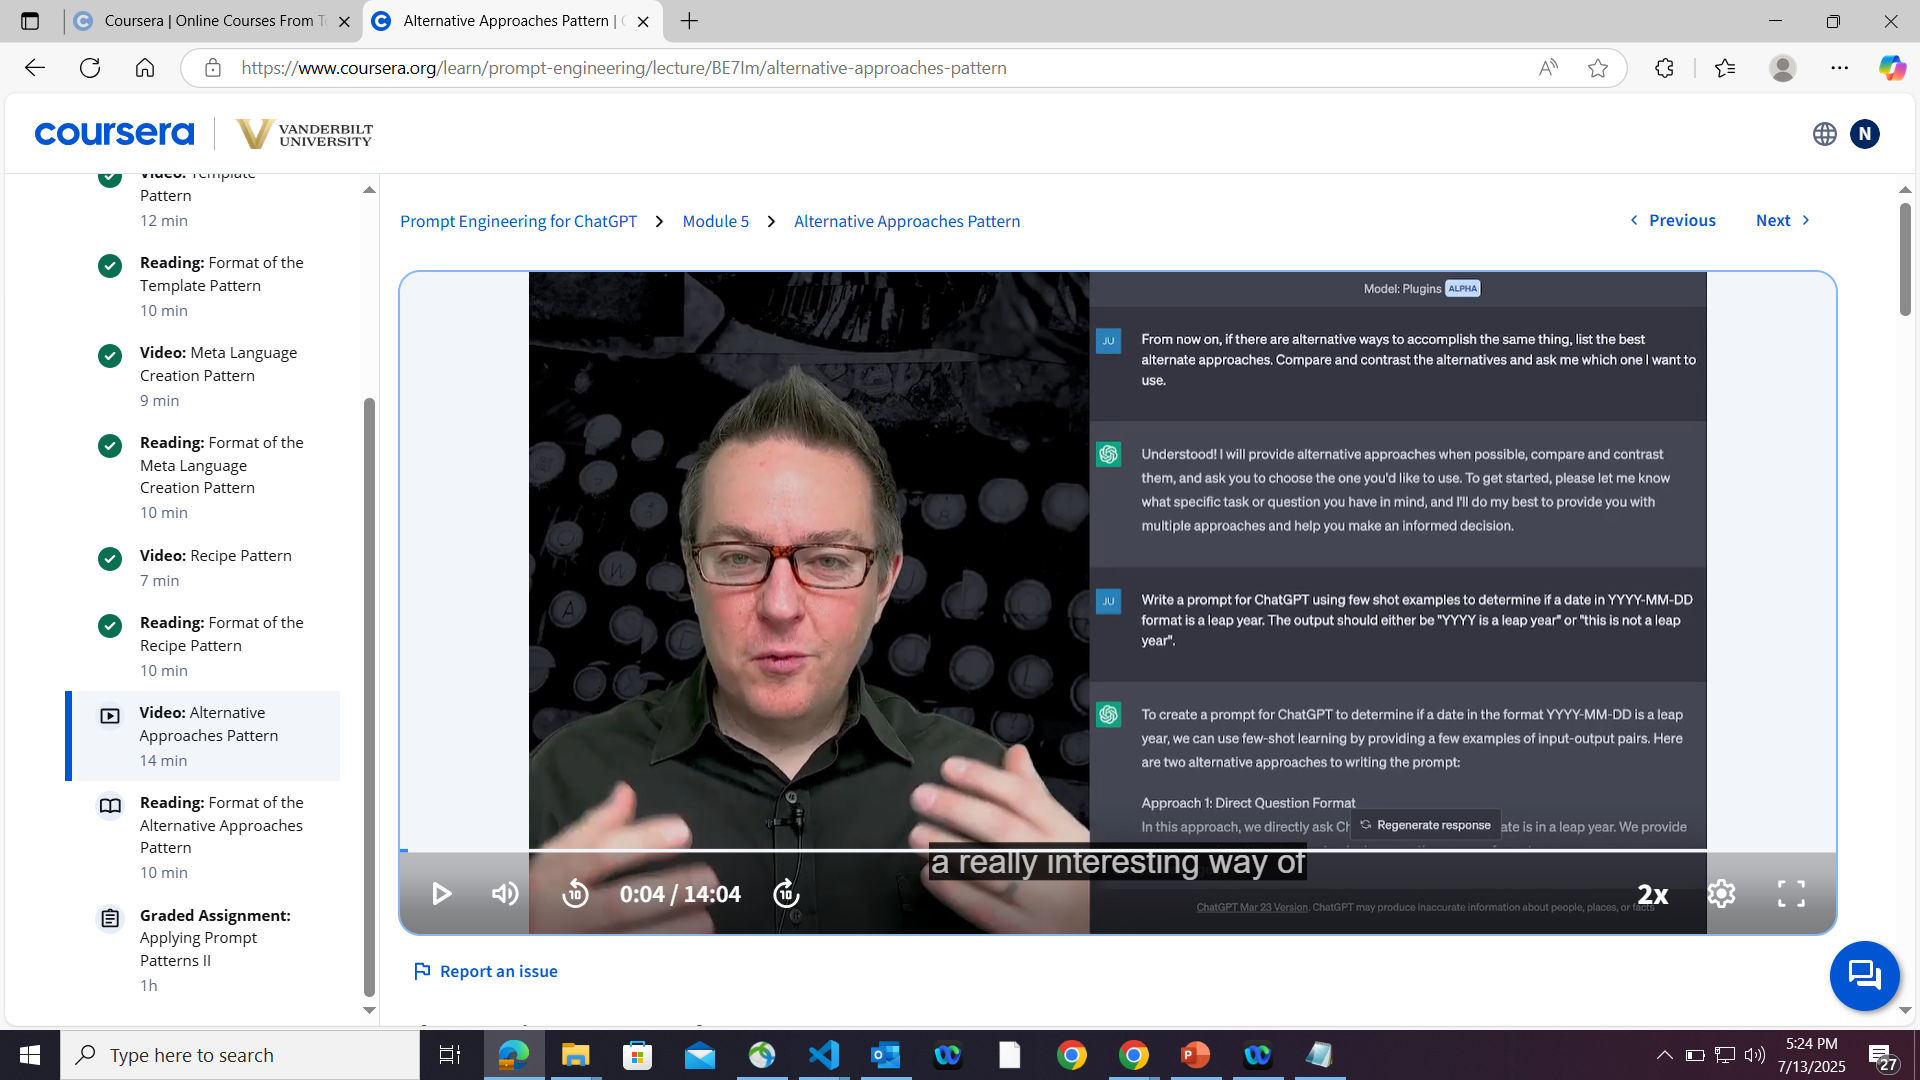 Coursera | Online Courses From To
Alternative Approaches Pattern | C
https://www.coursera.org/learn/prompt-engineering/lecture/BE7Im/alternative-approaches-pattern
coursera
VANDERBILT
UNIVERSITY
N
Video: Template
Pattern
12 min
Reading: Format of the
Template Pattern
10 min
Video: Meta Language
Creation Pattern
9 min
Reading: Format of the
Meta Language
Creation Pattern
10 min
Video: Recipe Pattern
7 min
Reading: Format of the
Recipe Pattern
10 min
Video: Alternative
Approaches Pattern
14 min
Reading: Format of the
Alternative Approaches
Pattern
10 min
Graded Assignment:
Applying Prompt
Patterns II
1h
Prompt Engineering for ChatGPT > Module 5 > Alternative Approaches Pattern
Previous
Next
Model: Plugins ALPHA
JU
From now on, if there are alternative ways to accomplish the same thing, list the best
alternate approaches. Compare and contrast the alternatives and ask me which one I want to
use.
Understood! I will provide alternative approaches when possible, compare and contrast
them, and ask you to choose the one you'd like to use. To get started, please let me know
what specific task or question you have in mind, and I'll do my best to provide you with
multiple approaches and help you make an informed decision.
JU
Write a prompt for ChatGPT using few shot examples to determine if a date in YYYY-MM-DD
format is a leap year. The output should either be "YYYY is a leap year" or "this is not a leap
year".
To create a prompt for ChatGPT to determine if a date in the format YYYY-MM-DD is a leap
year, we can use few-shot learning by providing a few examples of input-output pairs. Here
are two alternative approaches to writing the prompt:
Approach 1: Direct Question Format
In this approach, we directly ask Ch
Regenerate response
ate is in a leap year. We provide
a really interesting way of
10
0:04 / 14:04
10
2x
ChatGPT Mar 23 Version. ChatGPT may produce inaccurate information about people, places, or facts
Report an issue
Type here to search
5:24 PM
7/13/2025
27